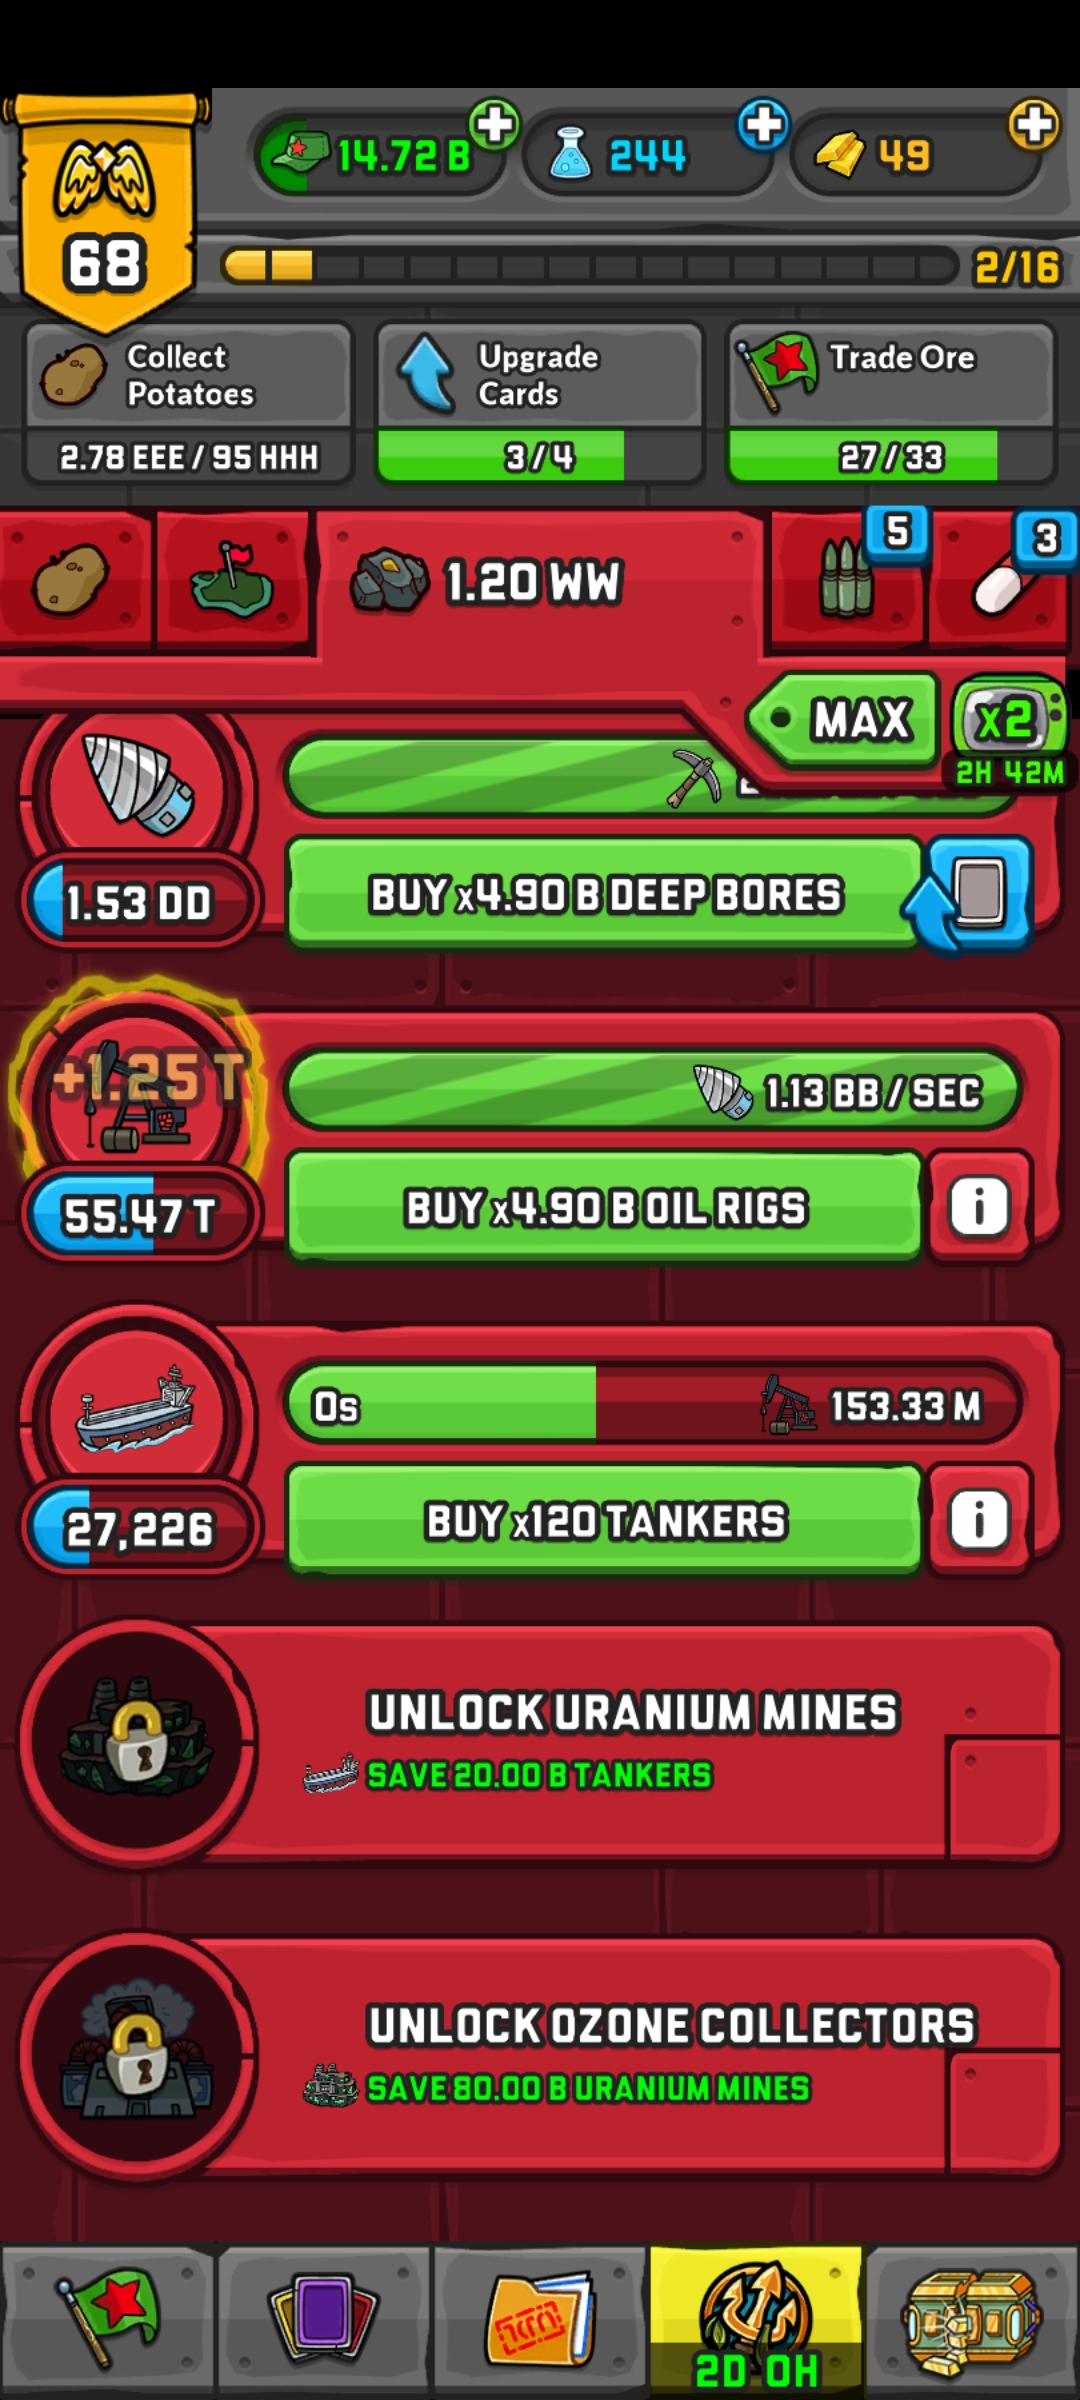 14.72 B
244
49
68
2/16
Collect
Potatoes
2.78 EEE / 95 HHH
Upgrade
Cards
3/4
Trade Ore
27/33
1.20 WW
5
3
MAX
x2
2H 42M
1.53 DD
BUY x4.90 B DEEP BORES
+1.25 T
1.13 BB / SEC
55.47 T
BUY x4.90 B OIL RIGS
i
0s
153.33 M
27,226
BUY x120 TANKERS
i
UNLOCK URANIUM MINES
SAVE 20.00 B TANKERS
UNLOCK OZONE COLLECTORS
SAVE 80.00 B URANIUM MINES
2D 0H